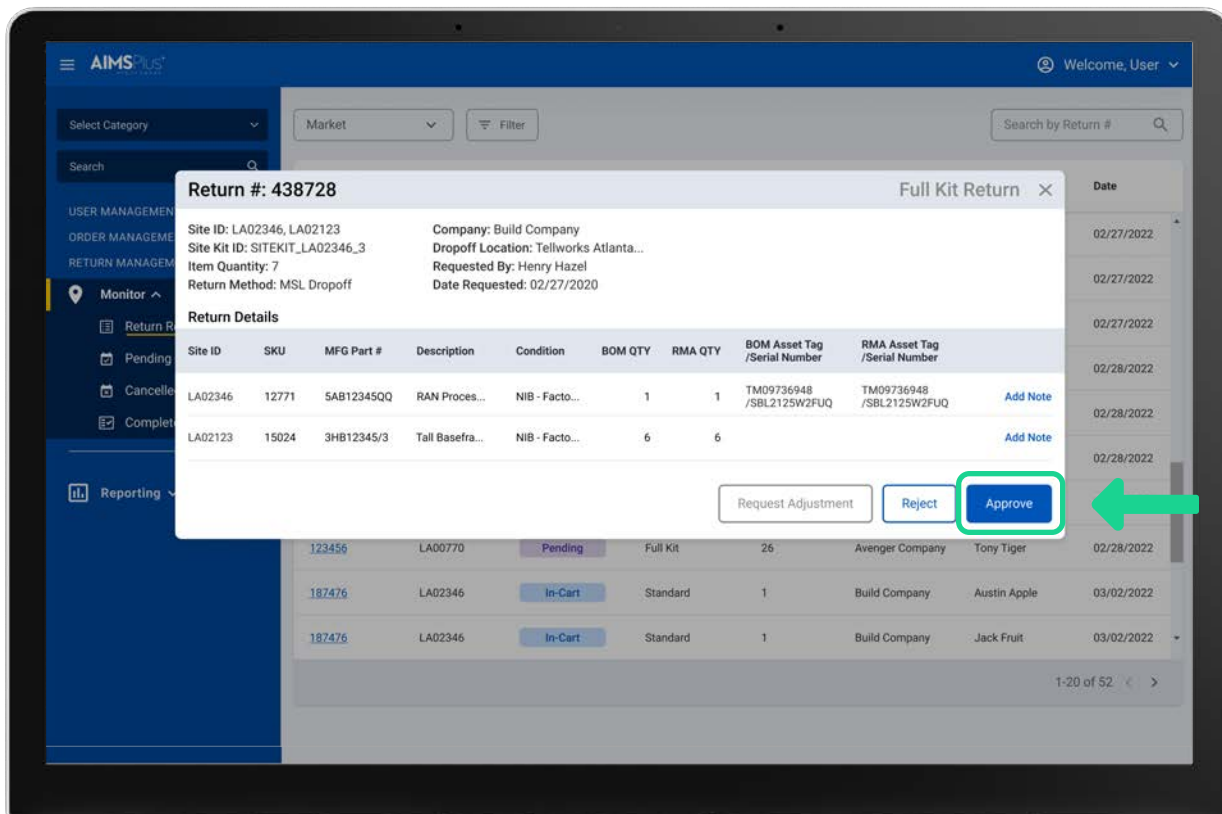 AIMSPlus+
Welcome, User
Select Category
Market
Filter
Search by Return #
Search
Return #: 438728
Full Kit Return
Date
USER MANAGEMEN
ORDER MANAGEME
RETURN MANAGEM
Monitor
Return R
Pending
Cancelle
Complet
Reporting
Site ID: LA02346, LA02123
Site Kit ID: SITEKIT_LA02346_3
Item Quantity: 7
Return Method: MSL Dropoff
Company: Build Company
Dropoff Location: Tellworks Atlanta...
Requested By: Henry Hazel
Date Requested: 02/27/2020
Return Details
Site ID SKU MFG Part # Description Condition BOM QTY RMA QTY BOM Asset Tag /Serial Number RMA Asset Tag /Serial Number
LA02346 12771 5AB12345QQ RAN Proces... NIB - Facto... 1 1 TM09736948 /SBL2125W2FUQ TM09736948 /SBL2125W2FUQ Add Note
LA02123 15024 3HB12345/3 Tall Basefra... NIB - Facto... 6 6 Add Note
Request Adjustment Reject Approve
02/27/2022
02/27/2022
02/27/2022
02/28/2022
02/28/2022
02/28/2022
123456 LA00770 Pending Full Kit 26 Avenger Company Tony Tiger 02/28/2022
187476 LA02346 In-Cart Standard 1 Build Company Austin Apple 03/02/2022
187476 LA02346 In-Cart Standard 1 Build Company Jack Fruit 03/02/2022
1-20 of 52